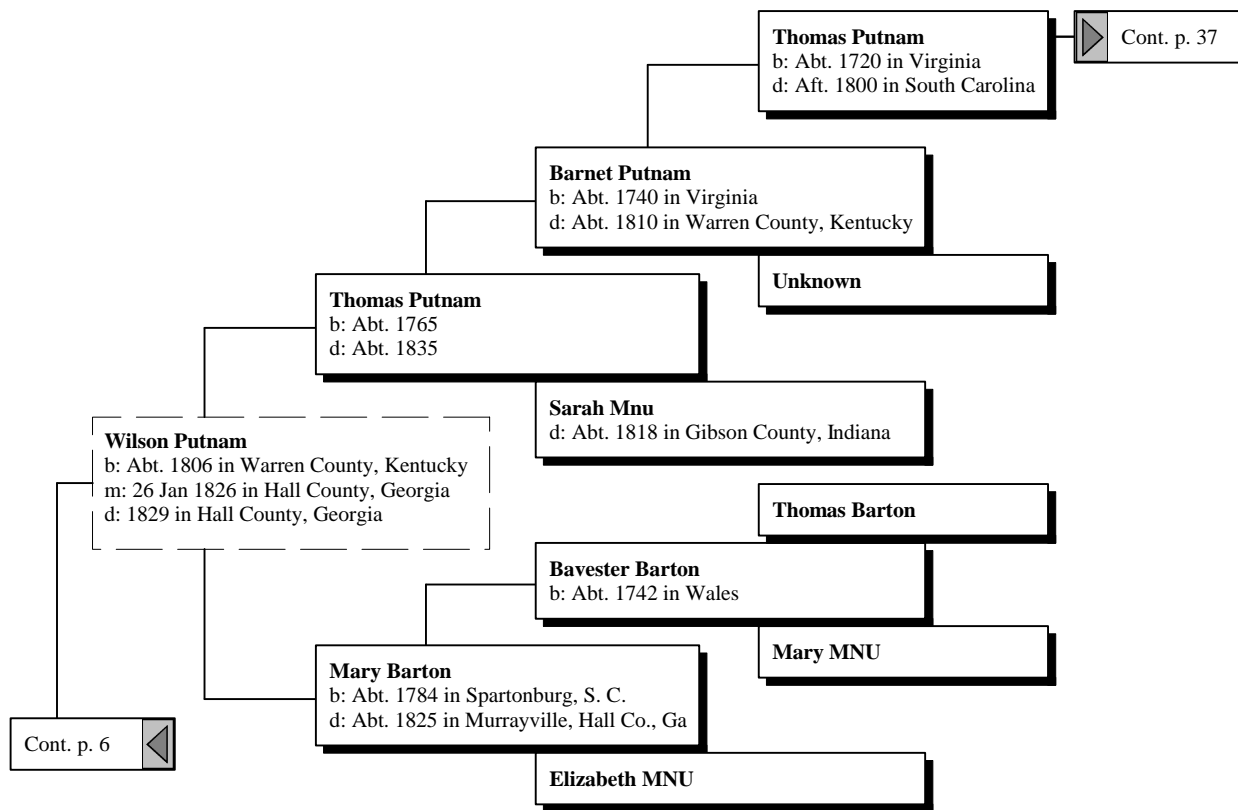 Thomas Putnam
b: Abt. 1720 in Virginia
d: Aft. 1800 in South Carolina
Cont. p. 37
Barnet Putnam
b: Abt. 1740 in Virginia
d: Abt. 1810 in Warren County, Kentucky
Unknown
Thomas Putnam
b: Abt. 1765
d: Abt. 1835
Sarah Mnu
d: Abt. 1818 in Gibson County, Indiana
Wilson Putnam
b: Abt. 1806 in Warren County, Kentucky
m: 26 Jan 1826 in Hall County, Georgia
d: 1829 in Hall County, Georgia
Thomas Barton
Bavester Barton
b: Abt. 1742 in Wales
Mary MNU
Mary Barton
b: Abt. 1784 in Spartonburg, S. C.
d: Abt. 1825 in Murrayville, Hall Co., Ga
Cont. p. 6
Elizabeth MNU